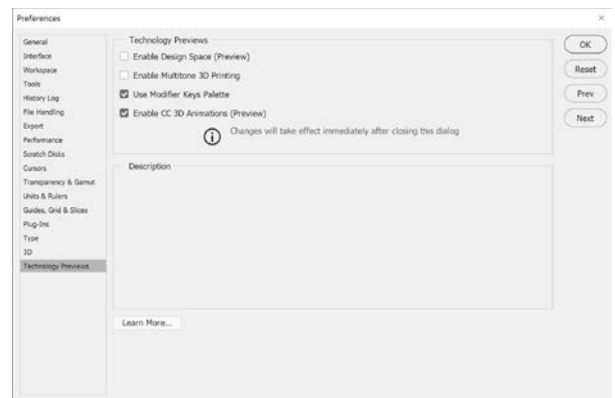 Preferences
General
Interface
Workspace
Tools
History Log
File Handling
Export
Performance
Scratch Disks
Cursors
Transparency & Gamut
Units & Rulers
Guides, Grid & Slices
Plug-Ins
Type
3D
Technology Previews
Technology Previews
Enable Design Space (Preview)
Enable Multitone 3D Printing
Use Modifier Keys Palette
Enable CC 3D Animations (Preview)
Changes will take effect immediately after closing this dialog
Description
Learn More...
OK
Reset
Prev
Next